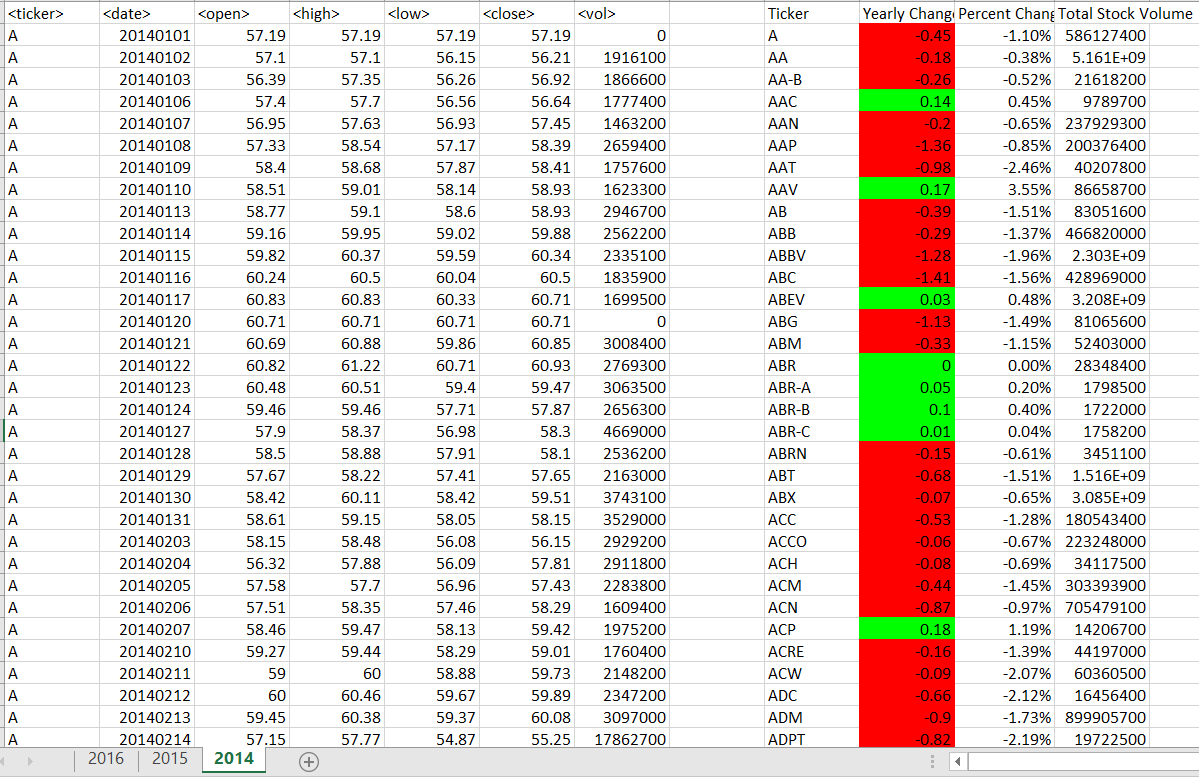 <ticker> <date> <open> <high> <low> <close> <vol> Ticker Yearly Change Percent Chang Total Stock Volume
A 20140101 57.19 57.19 57.19 57.19 0 A -0.45 -1.10% 586127400
A 20140102 57.1 57.1 56.15 56.21 1916100 AA -0.18 -0.38% 5.161E+09
A 20140103 56.39 57.35 56.26 56.92 1866600 AA-B -0.26 -0.52% 21618200
A 20140106 57.4 57.7 56.56 56.64 1777400 AAC 0.14 0.45% 9789700
A 20140107 56.95 57.63 56.93 57.45 1463200 AAN -0.2 -0.65% 237929300
A 20140108 57.33 58.54 57.17 58.39 2659400 AAP -1.36 -0.85% 200376400
A 20140109 58.4 58.68 57.87 58.41 1757600 AAT -0.98 -2.46% 40207800
A 20140110 58.51 59.01 58.14 58.93 1623300 AAV 0.17 3.55% 86658700
A 20140113 58.77 59.1 58.6 58.93 2946700 AB -0.39 -1.51% 83051600
A 20140114 59.16 59.95 59.02 59.88 2562200 ABB -0.29 -1.37% 466820000
A 20140115 59.82 60.37 59.59 60.34 2335100 ABBV -1.28 -1.96% 2.303E+09
A 20140116 60.24 60.5 60.04 60.5 1835900 ABC -1.41 -1.56% 428969000
A 20140117 60.83 60.83 60.33 60.71 1699500 ABEV 0.03 0.48% 3.208E+09
A 20140120 60.71 60.71 60.71 60.71 0 ABG -1.13 -1.49% 81065600
A 20140121 60.69 60.88 59.86 60.85 3008400 ABM -0.33 -1.15% 52403000
A 20140122 60.82 61.22 60.71 60.93 2769300 ABR 0 0.00% 28348400
A 20140123 60.48 60.51 59.4 59.47 3063500 ABR-A 0.05 0.20% 1798500
A 20140124 59.46 59.46 57.71 57.87 2656300 ABR-B 0.1 0.40% 1722000
A 20140127 57.9 58.37 56.98 58.3 4669000 ABR-C 0.01 0.04% 1758200
A 20140128 58.5 58.88 57.91 58.1 2536200 ABRN -0.15 -0.61% 3451100
A 20140129 57.67 58.22 57.41 57.65 2163000 ABT -0.68 -1.51% 1.516E+09
A 20140130 58.42 60.11 58.42 59.51 3743100 ABX -0.07 -0.65% 3.085E+09
A 20140131 58.61 59.15 58.05 58.15 3529000 ACC -0.53 -1.28% 180543400
A 20140203 58.15 58.48 56.08 56.15 2929200 ACCO -0.06 -0.67% 223248000
A 20140204 56.32 57.88 56.09 57.81 2911800 ACH -0.08 -0.69% 34117500
A 20140205 57.58 57.7 56.96 57.43 2283800 ACM -0.44 -1.45% 303393900
A 20140206 57.51 58.35 57.46 58.29 1609400 ACN -0.87 -0.97% 705479100
A 20140207 58.46 59.47 58.13 59.42 1975200 ACP 0.18 1.19% 14206700
A 20140210 59.27 59.44 58.29 59.01 1760400 ACRE -0.16 -1.39% 44197000
A 20140211 59 60 58.88 59.73 2148200 ACW -0.09 -2.07% 60360500
A 20140212 60 60.46 59.67 59.89 2347200 ADC -0.66 -2.12% 16456400
A 20140213 59.45 60.38 59.37 60.08 3097000 ADM -0.9 -1.73% 899905700
A 20140214 57.15 57.77 54.87 55.25 17862700 ADPT -0.82 -2.19% 19722500
2016 2015 2014